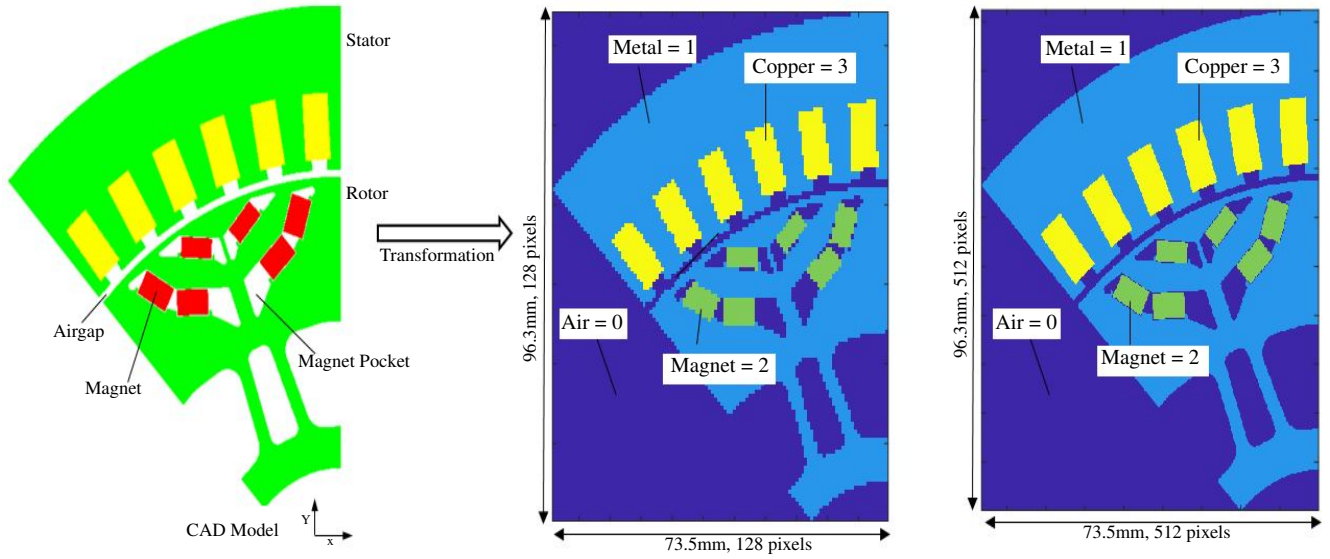 Stator
Rotor
Airgap
Magnet
Magnet Pocket
CAD Model
Y
x
Transformation
96.3mm, 128 pixels
Metal = 1
Copper = 3
Air = 0
Magnet = 2
73.5mm, 128 pixels
96.3mm, 512 pixels
Metal = 1
Copper = 3
Air = 0
Magnet = 2
73.5mm, 512 pixels